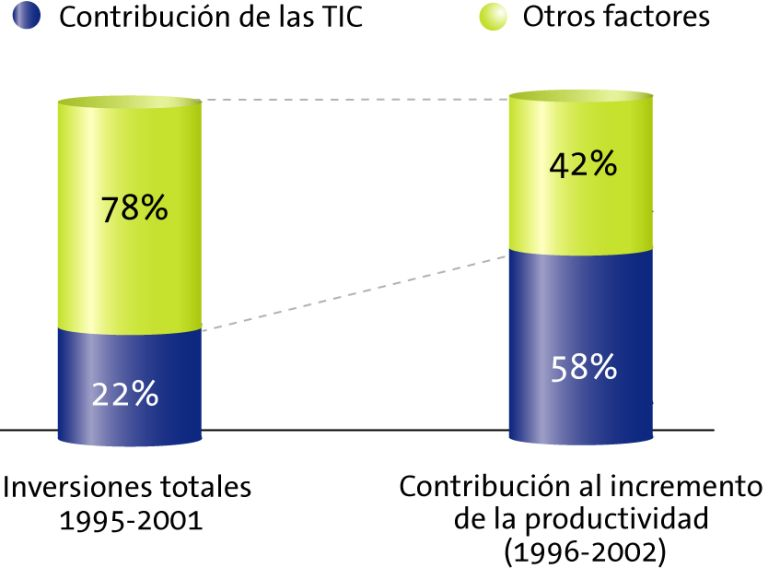 Contribución de las TIC
Otros factores
78%
42%
22%
58%
Inversiones totales
1995-2001
Contribución al incremento
de la productividad
(1996-2002)